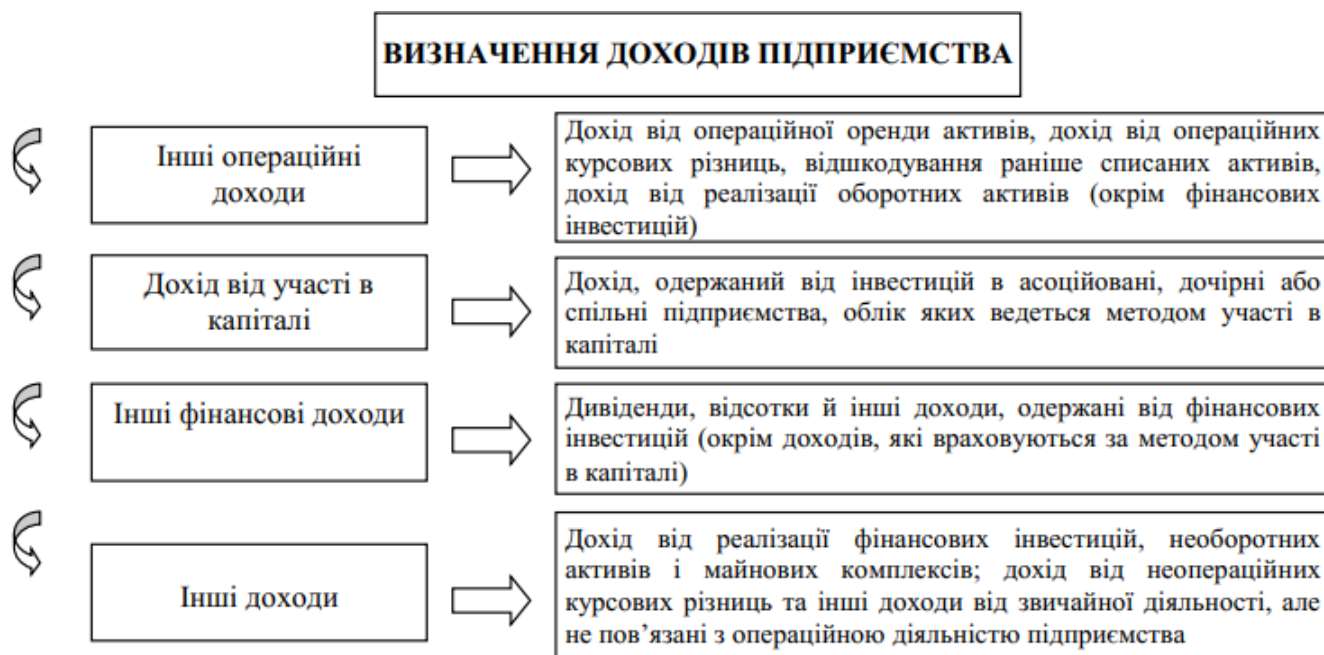 ВИЗНАЧЕННЯ ДОХОДІВ ПІДПРИЄМСТВА
Інші операційні
доходи
Дохід від операційної оренди активів, дохід від операційних
курсових різниць, відшкодування раніше списаних активів,
дохід від реалізації оборотних активів (окрім фінансових
інвестицій)
Дохід від участі в
капіталі
Дохід, одержаний від інвестицій в асоційовані, дочірні або
спільні підприємства, облік яких ведеться методом участі в
капіталі
Інші фінансові доходи
Дивіденди, відсотки й інші доходи, одержані від фінансових
інвестицій (окрім доходів, які враховуються за методом участі
в капіталі)
Інші доходи
Дохід від реалізації фінансових інвестицій, необоротних
активів і майнових комплексів; дохід від неопераційних
курсових різниць та інші доходи від звичайної діяльності, але
не пов’язані з операційною діяльністю підприємства